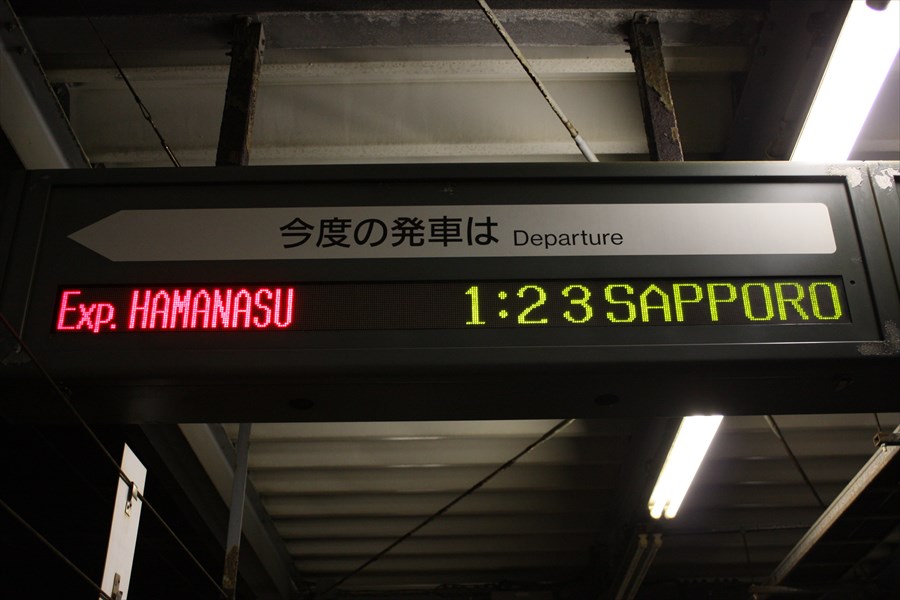 今度の発車は Departure
Exp. HAMANASU 1:23 SAPPORO